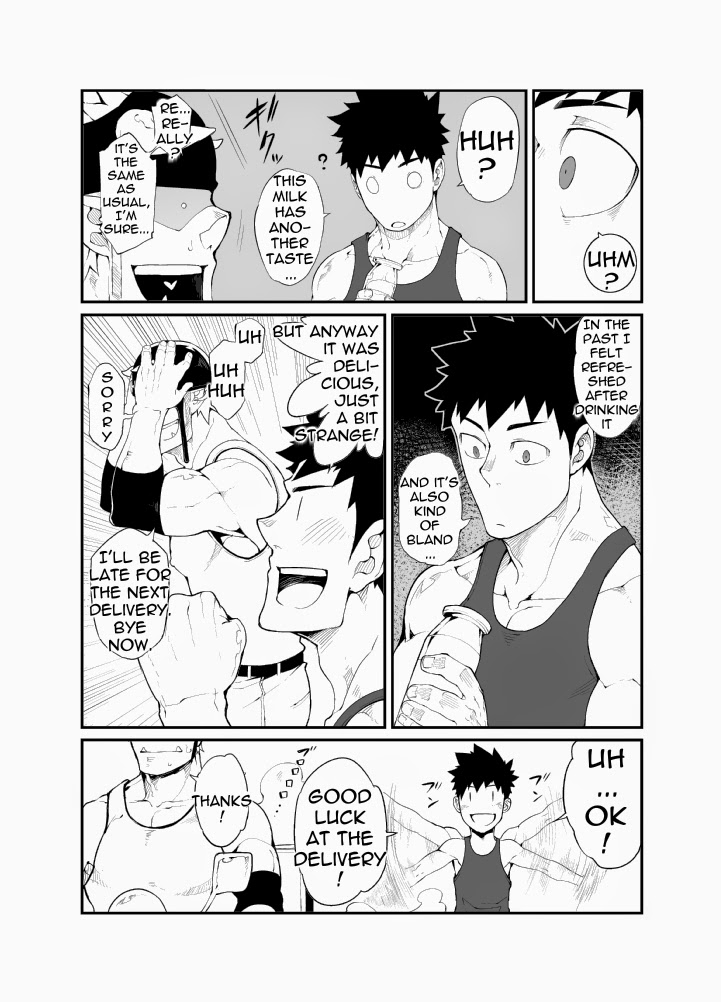 UHM
?
HUH
?
THIS
MILK
HAS
ANO-
THER
TASTE
...
?
ギクッ
RE...
RE-
ALLY
?
IT'S
THE
SAME
AS
USUAL,
I'M
SURE...
IN THE
PAST I
FELT
REFRE-
SHED
AFTER
DRINKING
IT
AND IT'S
ALSO
KIND
OF
BLAND
...
BUT ANYWAY
IT WAS
DELI-
CIOUS,
JUST
A BIT
STRANGE!
UH
UH
HUH
SORRY
I'LL BE
LATE FOR
THE NEXT
DELIVERY.
BYE
NOW.
UH
...
OK
!
GOOD
LUCK
AT THE
DELIVERY
!
THANKS
!